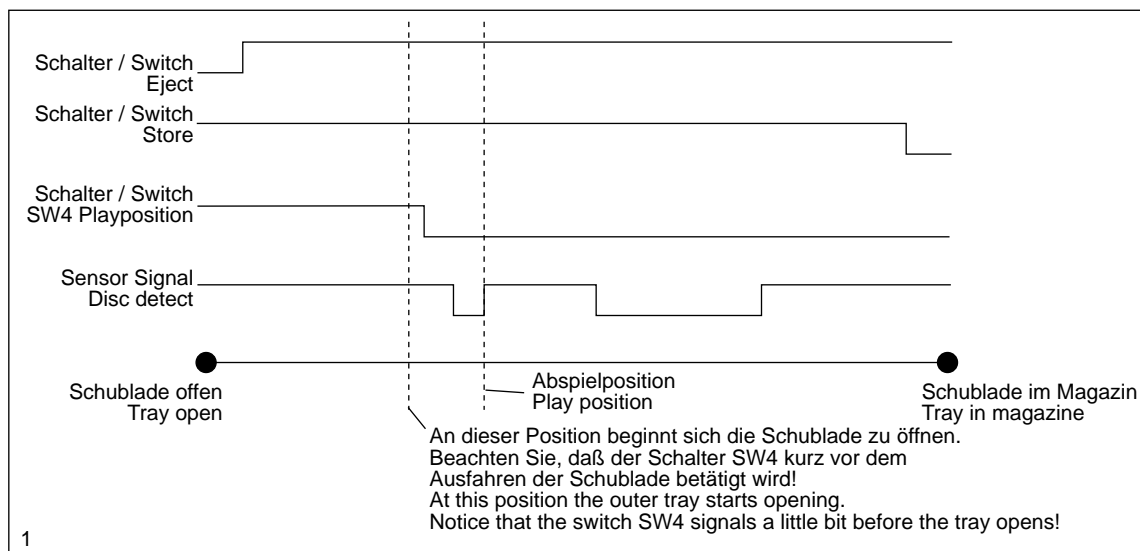 Schalter / Switch
Eject
Schalter / Switch
Store
Schalter / Switch
SW4 Playposition
Sensor Signal
Disc detect
Schublade offen
Tray open
Abspielposition
Play position
Schublade im Magazin
Tray in magazine
An dieser Position beginnt sich die Schublade zu öffnen.
Beachten Sie, daß der Schalter SW4 kurz vor dem
Ausfahren der Schublade betätigt wird!
At this position the outer tray starts opening.
Notice that the switch SW4 signals a little bit before the tray opens!
1